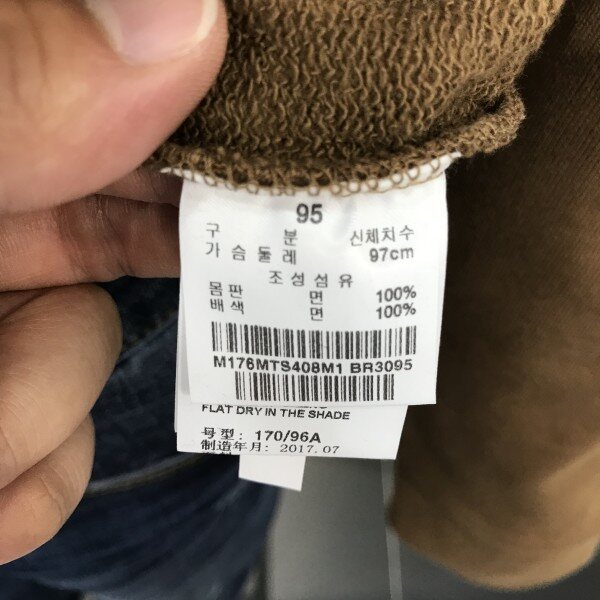 95
구 분 신체치수
가슴둘레 97cm
조성섬유
몸판 면 100%
배색 면 100%
M176MTS408M1 BR3095
FLAT DRY IN THE SHADE
号型: 170/96A
制造年月: 2017.07